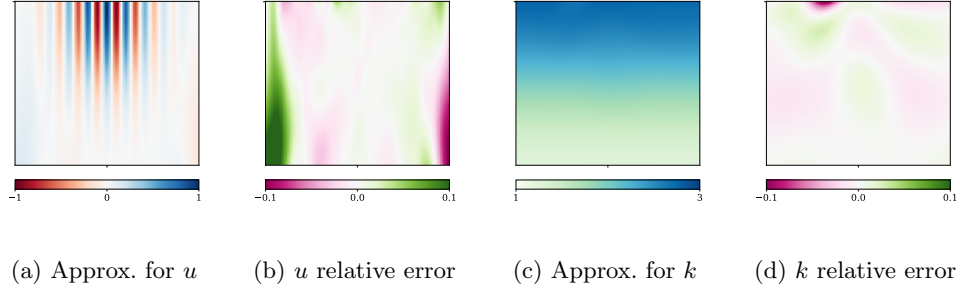 −1 0 1
−0.1 0.0 0.1
1 3
−0.1 0.0 0.1
(a) Approx. for u
(b) u relative error
(c) Approx. for k
(d) k relative error